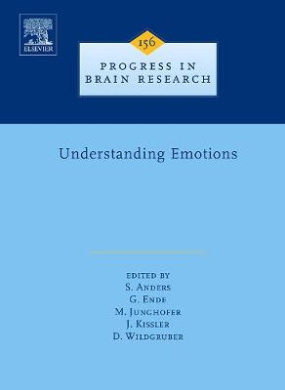 ELSEVIER
156
PROGRESS IN
BRAIN RESEARCH
Understanding Emotions
EDITED BY
S. ANDERS
G. ENDE
M. JUNGHOFER
J. KISSLER
D. WILDGRUBER